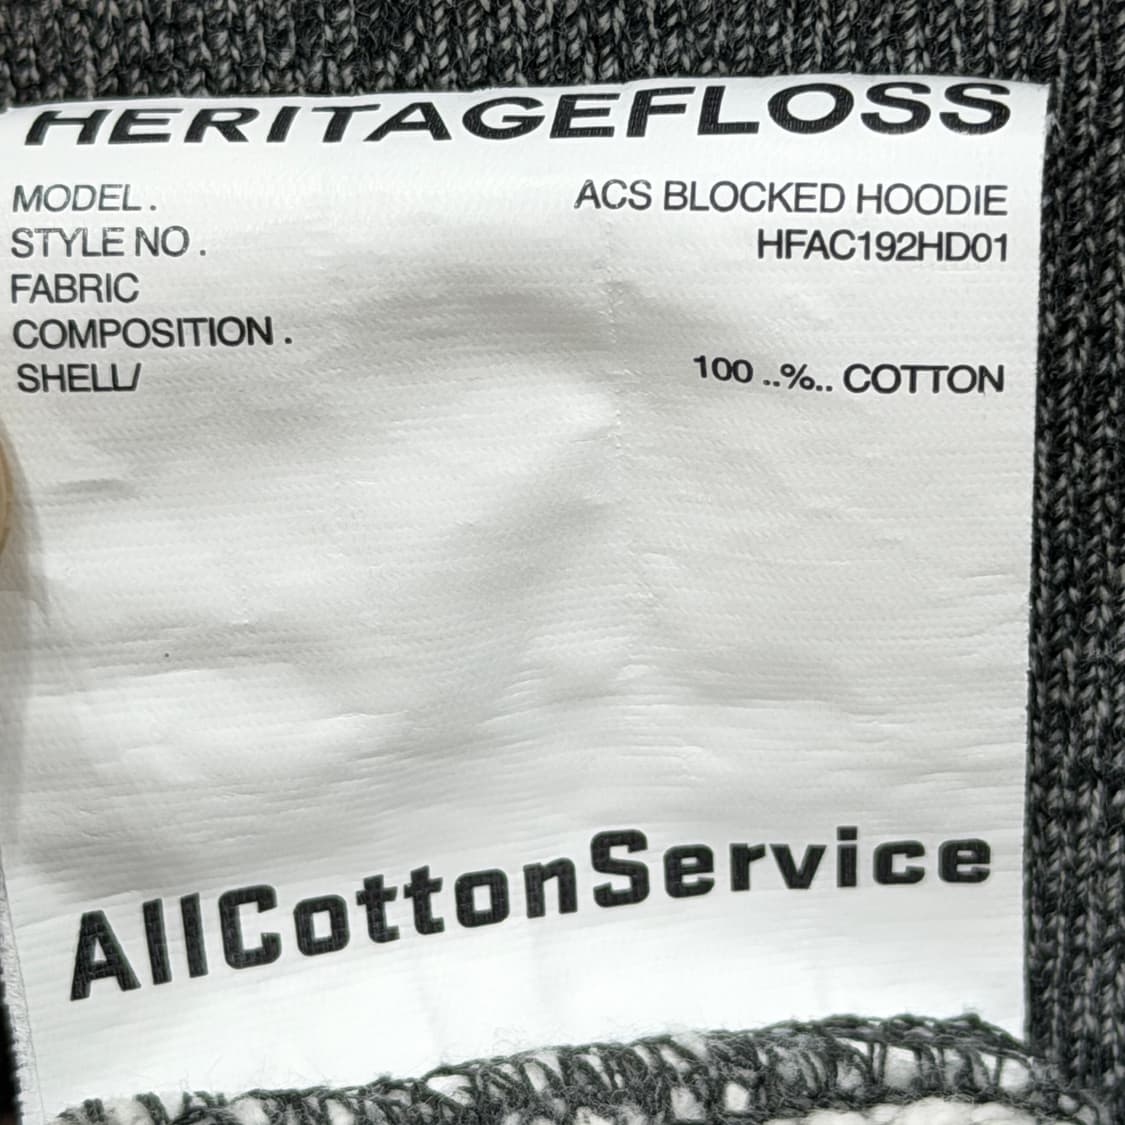 HERITAGEFLOSS
MODEL . ACS BLOCKED HOODIE
STYLE NO . HFAC192HD01
FABRIC
COMPOSITION .
SHELL/ 100 ..%.. COTTON
AllCottonService